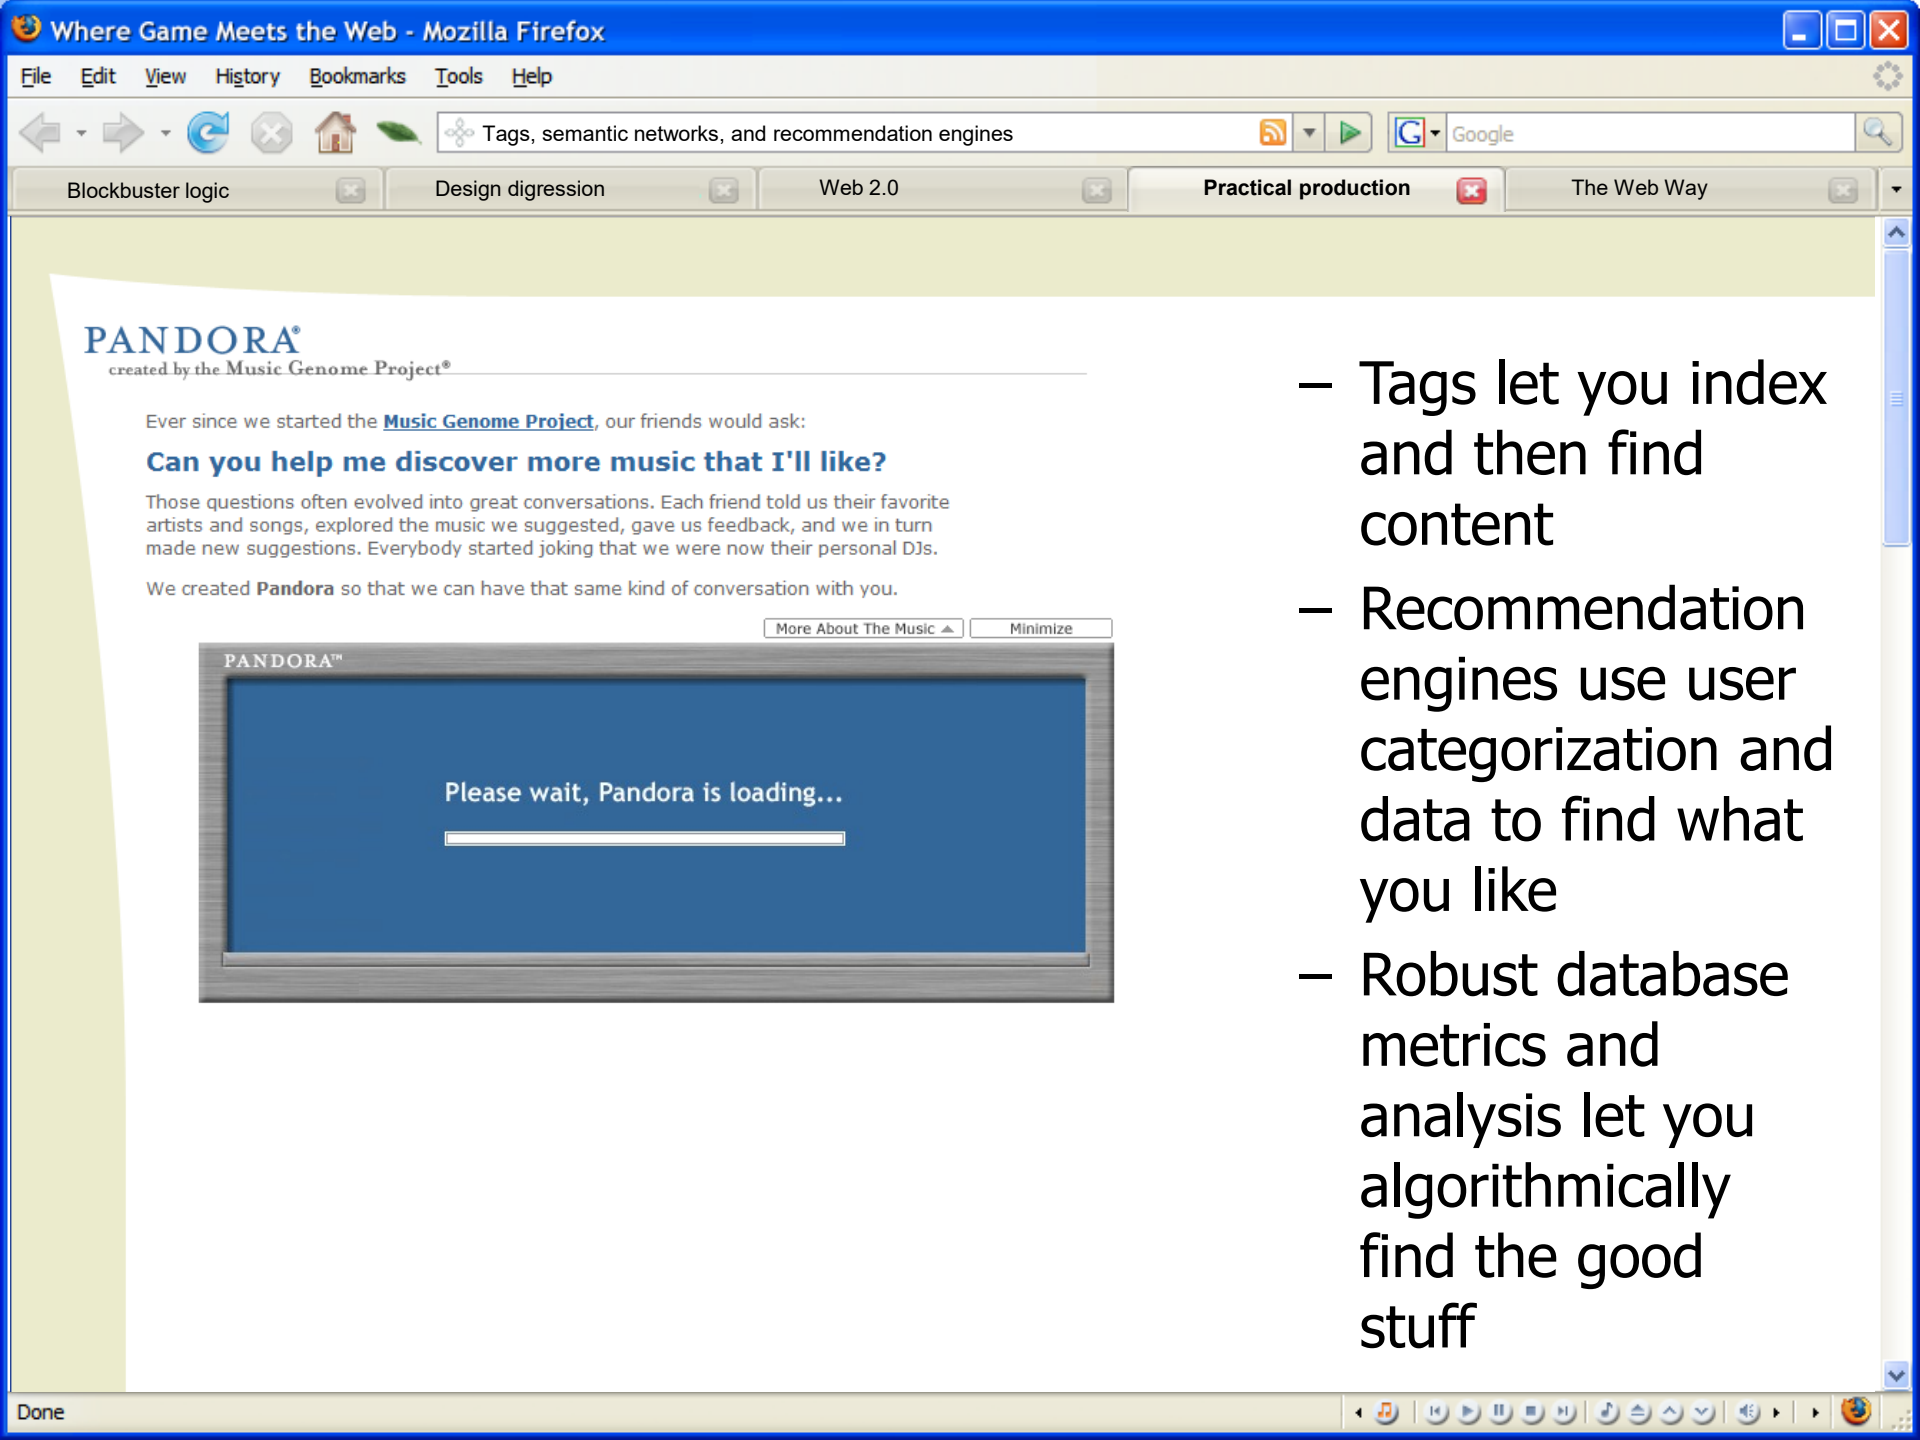 Where Game Meets the Web - Mozilla Firefox
File Edit View History Bookmarks Tools Help
Tags, semantic networks, and recommendation engines
G Google
Blockbuster logic
Design digression
Web 2.0
Practical production
The Web Way
PANDORA®
created by the Music Genome Project®
Ever since we started the Music Genome Project, our friends would ask:
Can you help me discover more music that I'll like?
Those questions often evolved into great conversations. Each friend told us their favorite
artists and songs, explored the music we suggested, gave us feedback, and we in turn
made new suggestions. Everybody started joking that we were now their personal DJs.
We created Pandora so that we can have that same kind of conversation with you.
More About The Music
Minimize
PANDORA™
Please wait, Pandora is loading...
– Tags let you index
and then find
content
– Recommendation
engines use user
categorization and
data to find what
you like
– Robust database
metrics and
analysis let you
algorithmically
find the good
stuff
Done